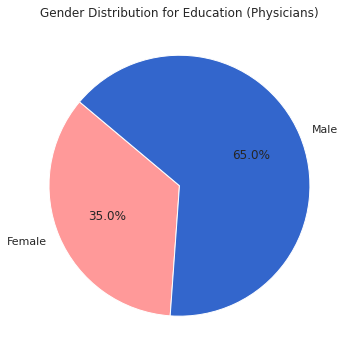 Gender Distribution for Education (Physicians)
Male
65.0%
35.0%
Female